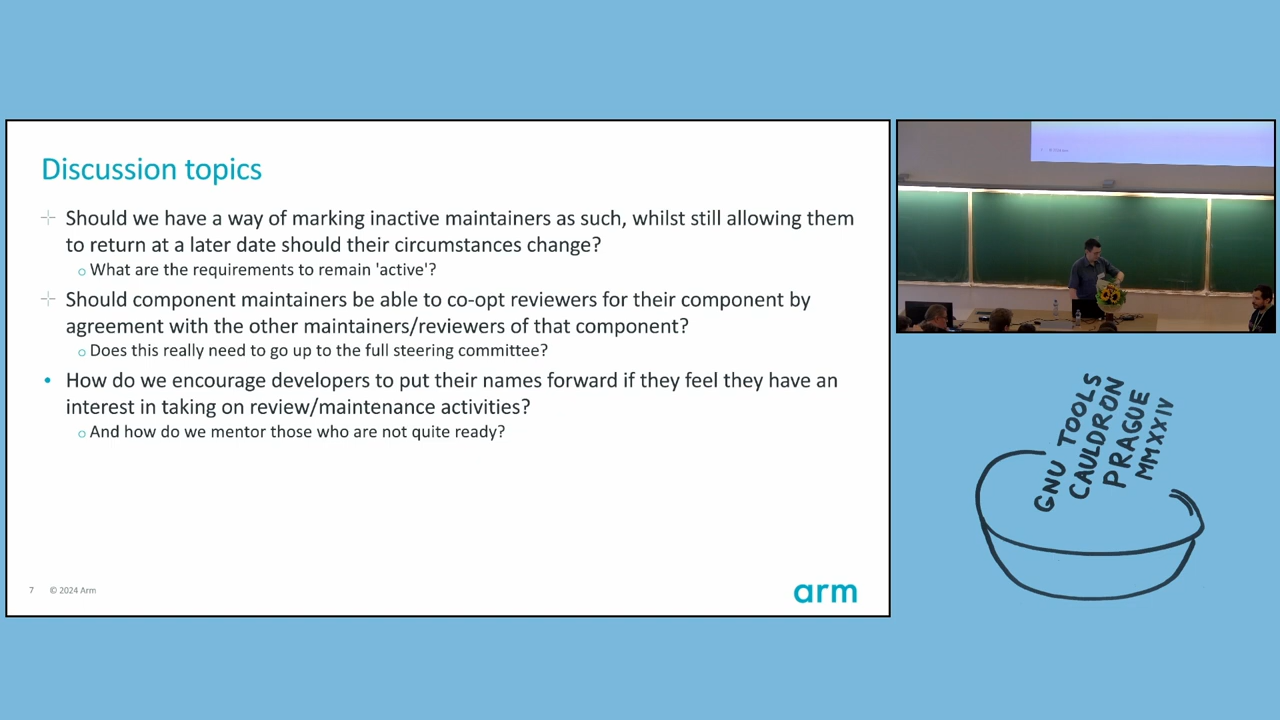 Discussion topics
Should we have a way of marking inactive maintainers as such, whilst still allowing them
to return at a later date should their circumstances change?
What are the requirements to remain 'active'?
Should component maintainers be able to co-opt reviewers for their component by
agreement with the other maintainers/reviewers of that component?
Does this really need to go up to the full steering committee?
How do we encourage developers to put their names forward if they feel they have an
interest in taking on review/maintenance activities?
And how do we mentor those who are not quite ready?
7 © 2024 Arm
arm
GNU TOOLS
CAULDRON
PRAGUE
MMXXIV